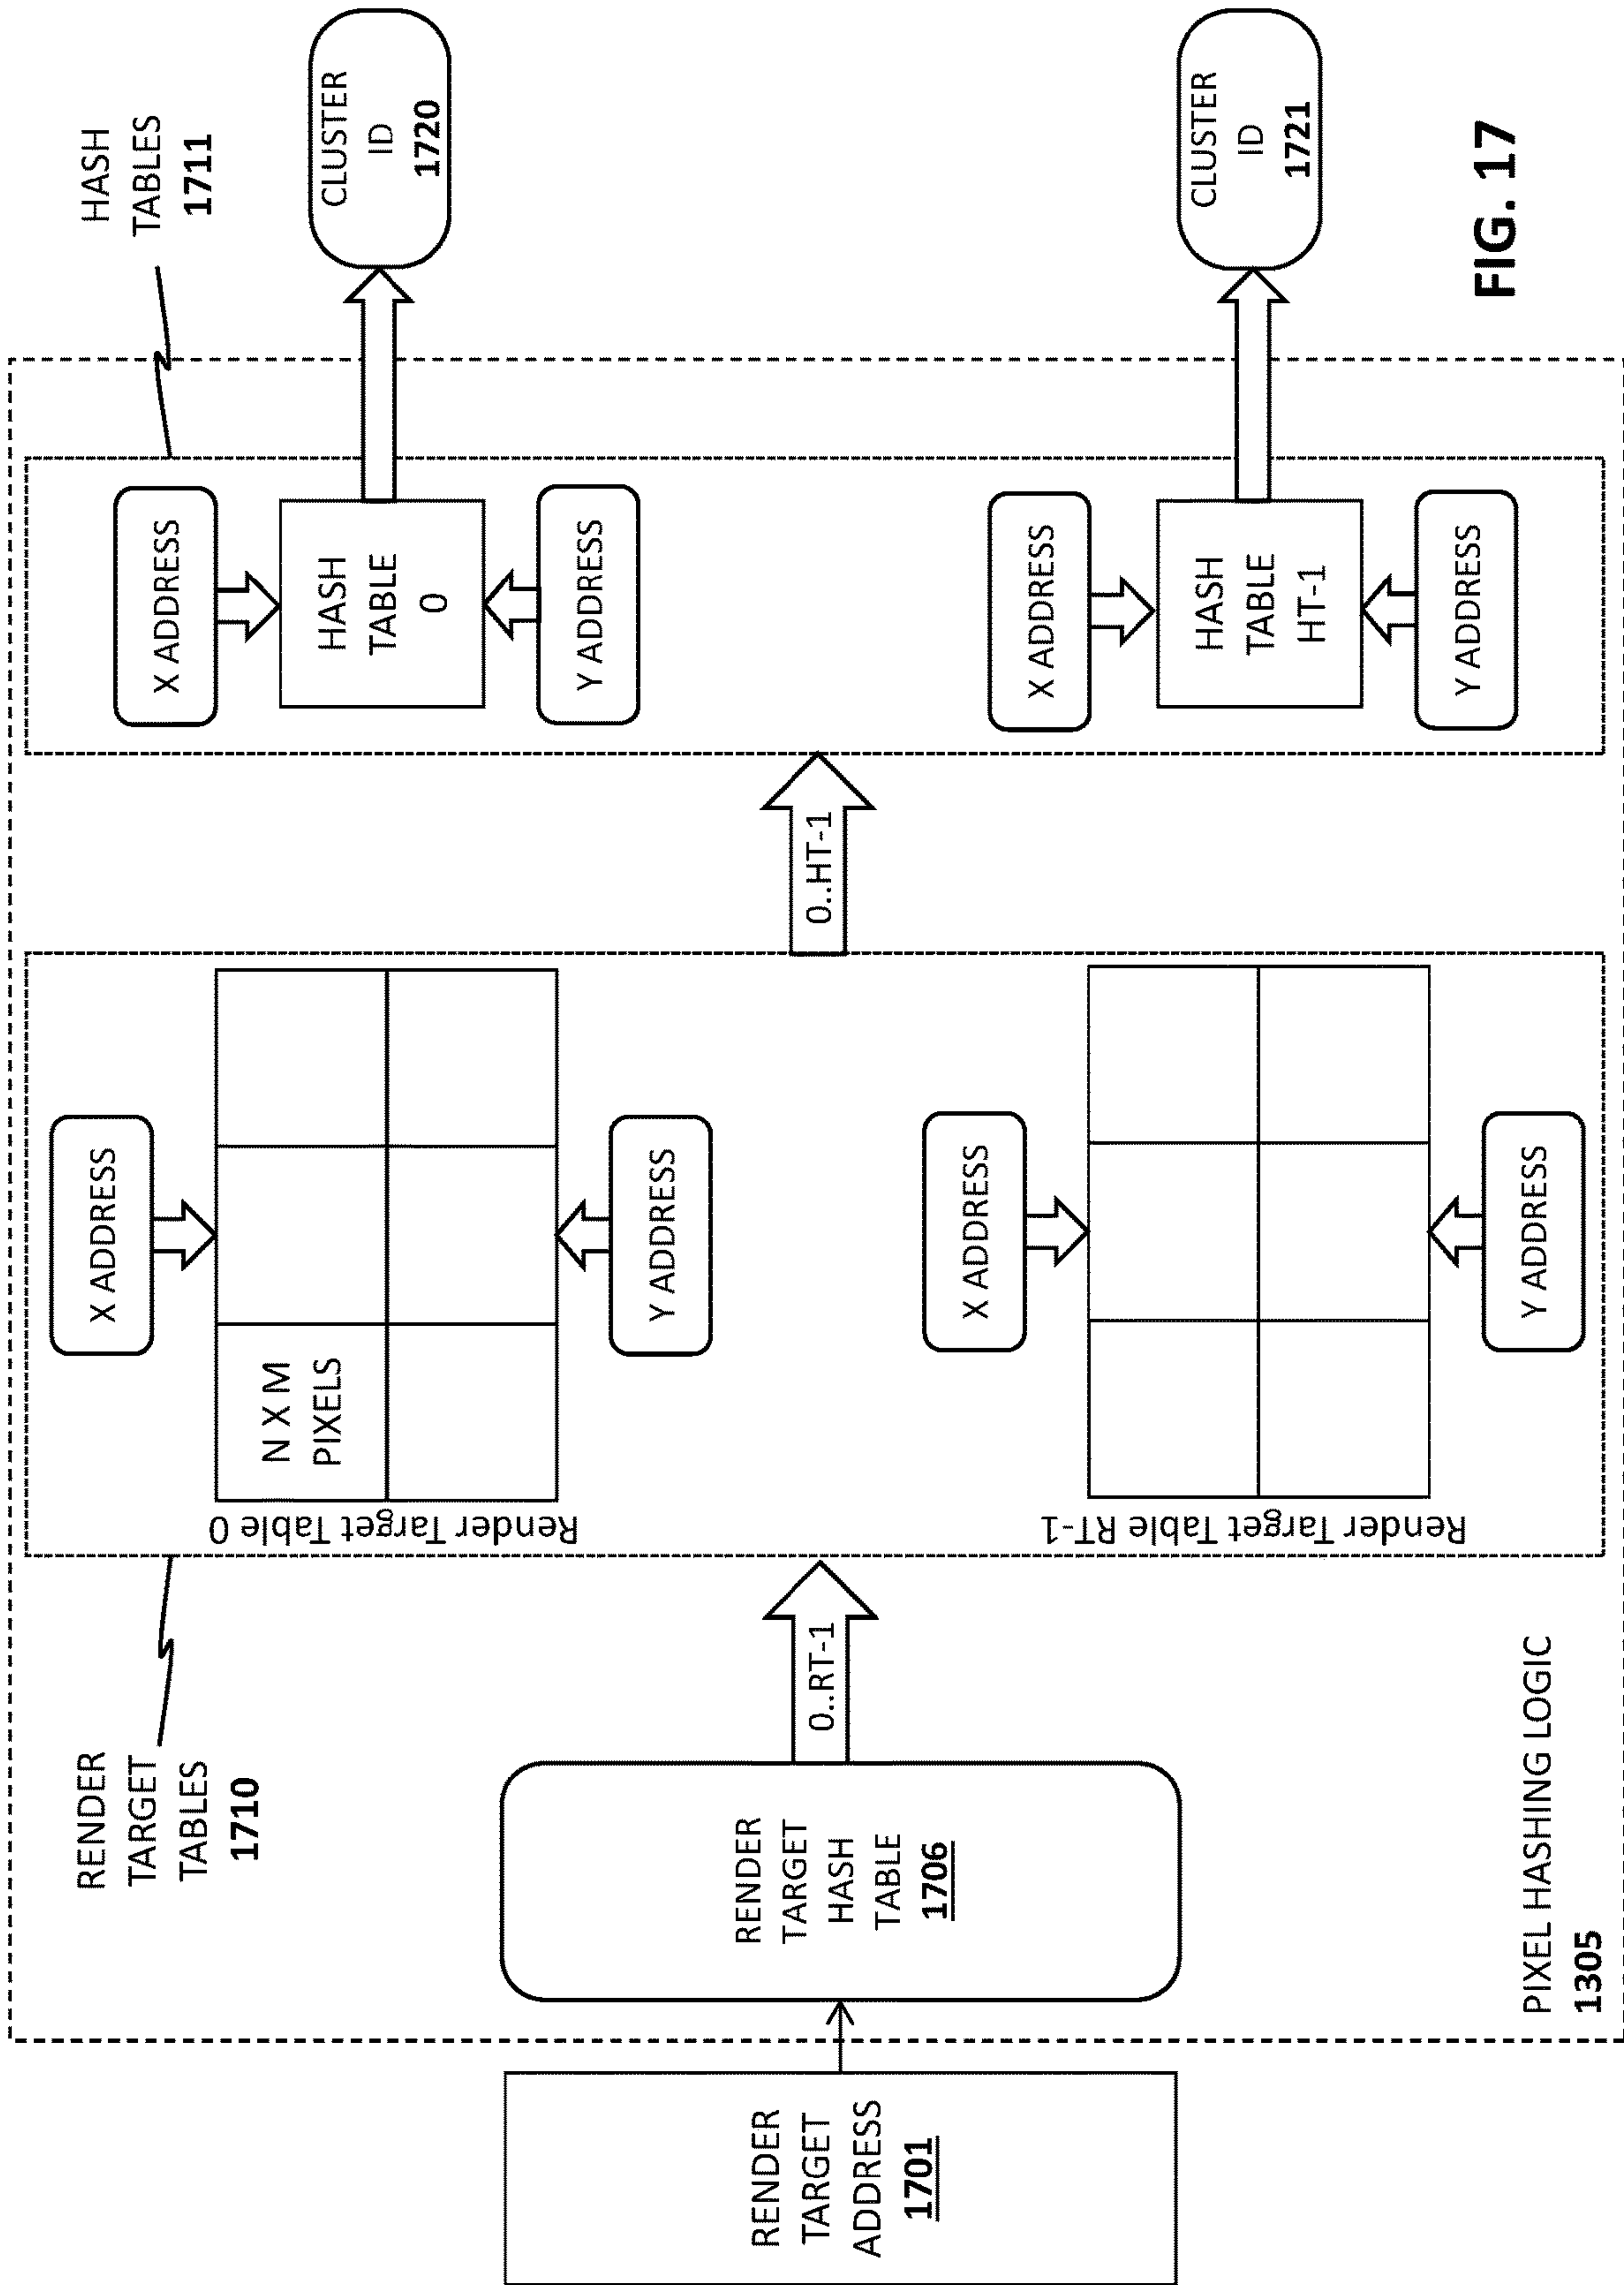 RENDER
TARGET
ADDRESS
1701
RENDER
TARGET
TABLES
1710
RENDER
TARGET
HASH
TABLE
1706
PIXEL HASHING LOGIC
1305
0..RT-1
Render Target Table 0
N X M
PIXELS
X ADDRESS
Y ADDRESS
Render Target Table RT-1
X ADDRESS
Y ADDRESS
0..HT-1
HASH
TABLES
1711
X ADDRESS
HASH
TABLE
0
Y ADDRESS
X ADDRESS
HASH
TABLE
HT-1
Y ADDRESS
CLUSTER
ID
1720
CLUSTER
ID
1721
FIG. 17